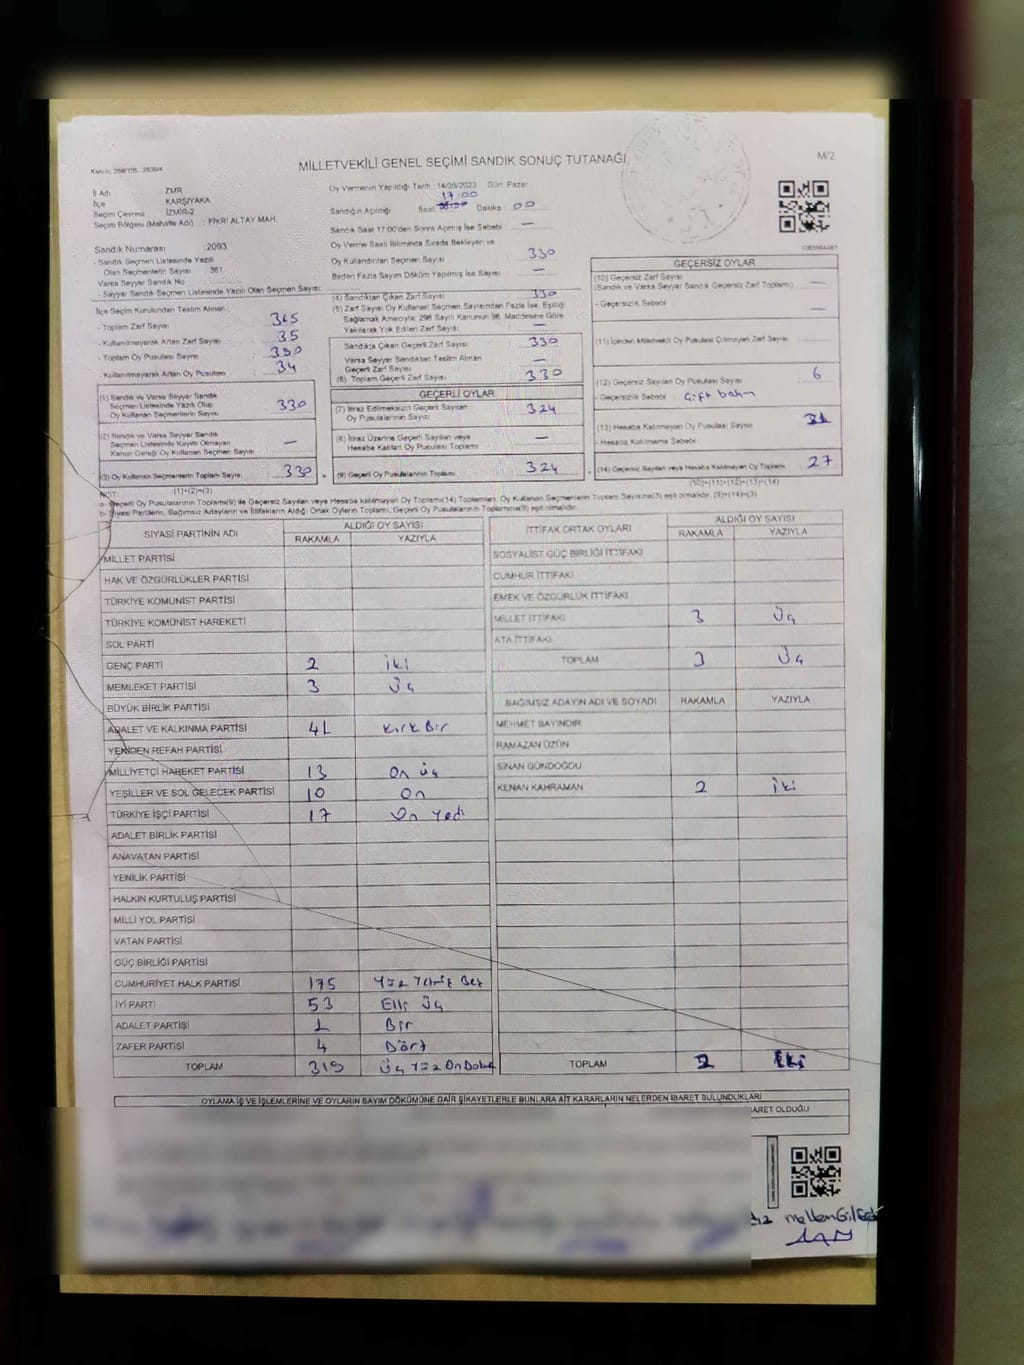 MİLLETVEKİLİ GENEL SEÇİMİ SANDIK SONUÇ TUTANAĞI
M/2
İl Adı : İZMİR
İlçe : KARŞIYAKA
Seçim Çevresi : İZMİR-2
Seçim Bölgesi (Mahalle Adı) : FİKRİ ALTAY MAH.
Sandık Numarası : 2093
- Sandık Seçmen Listesinde Yazılı
Olan Seçmenlerin Sayısı : 361
Varsa Seyyar Sandık No :
- Seyyar Sandık Seçmen Listesinde Yazılı Olan Seçmen Sayısı:
İlçe Seçim Kurulundan Teslim Alınan :
- Toplam Zarf Sayısı : 365
- Kullanılmayarak Artan Zarf Sayısı : 35
- Toplam Oy Pusulası Sayısı :
- Kullanılmayarak Artan Oy Pusulası : 34
(1) Sandık ve Varsa Seyyar Sandık
Seçmen Listesinde Yazılı Olup
Oy Kullanan Seçmenlerin Sayısı : 330
(2) Sandık ve Varsa Seyyar Sandık
Seçmen Listesinde Kayıtlı Olmayan
Kanun Gereği Oy Kullanan Seçmen Sayısı : —
(3) Oy Kullanan Seçmenlerin Toplam Sayısı : 330
(1)+(2)=(3)
Oy Vermenin Yapıldığı Tarih : 14/05/2023 Gün: Pazar
17:00
Sandığın Açıldığı Saat: Dakika : 00
Sandık Saat 17:00'den Sonra Açılmış İse Sebebi : —
Oy Verme Saati Bitiminde Sırada Bekleyen ve
Oy Kullandırılan Seçmen Sayısı : 330
Birden Fazla Sayım Döküm Yapılmış İse Sayısı : —
(4) Sandıktan Çıkan Zarf Sayısı : 330
(5) Zarf Sayısı Oy Kullanan Seçmen Sayısından Fazla İse, Eşitliği
Sağlamak Amacıyla; 298 Sayılı Kanunun 98. Maddesine Göre
Yakılarak Yok Edilen Zarf Sayısı : —
Sandıkta Çıkan Geçerli Zarf Sayısı : 330
Varsa Seyyar Sandıktan Teslim Alınan
Geçerli Zarf Sayısı : —
(6) Toplam Geçerli Zarf Sayısı : 330
GEÇERLİ OYLAR
(7) İtiraz Edilmeksizin Geçerli Sayılan
Oy Pusulalarının Sayısı : 324
(8) İtiraz Üzerine Geçerli Sayılan veya
Hesaba Katılan Oy Pusulaları Toplamı : —
(9) Geçerli Oy Pusulalarının Toplamı : 324
GEÇERSİZ OYLAR
(10) Geçersiz Zarf Sayısı
(Sandık ve Varsa Seyyar Sandık Geçersiz Zarf Toplamı) : —
- Geçersizlik Sebebi : —
(11) İçinden Milletvekili Oy Pusulası Çıkmayan Zarf Sayısı :
(12) Geçersiz Sayılan Oy Pusulası Sayısı : 6
- Geçersizlik Sebebi :
(13) Hesaba Katılmayan Oy Pusulası Sayısı :
- Hesaba Katılmama Sebebi :
(14) Geçersiz Sayılan veya Hesaba Katılmayan Oy Toplamı : 27
(10)+(11)+(12)+(13)=(14)
NOT:
a- Geçerli Oy Pusulalarının Toplamı(9) ile Geçersiz Sayılan veya Hesaba katılmayan Oy Toplamı(14) Toplamları, Oy Kullanan Seçmenlerin Toplam Sayısına(3) eşit olmalıdır. (9)+(14)=(3)
b- Siyasi Partilerin, Bağımsız Adayların ve İttifakların Aldığı Ortak Oyların Toplamı, Geçerli Oy Pusulalarının Toplamına(9) eşit olmalıdır.
SİYASİ PARTİNİN ADI ALDIĞI OY SAYISI
RAKAMLA YAZIYLA
MİLLET PARTİSİ
HAK VE ÖZGÜRLÜKLER PARTİSİ
TÜRKİYE KOMÜNİST PARTİSİ
TÜRKİYE KOMÜNİST HAREKETİ
SOL PARTİ
GENÇ PARTİ 2 İki
MEMLEKET PARTİSİ 3 Üç
BÜYÜK BİRLİK PARTİSİ
ADALET VE KALKINMA PARTİSİ 41 Kırk Bir
YENİDEN REFAH PARTİSİ
MİLLİYETÇİ HAREKET PARTİSİ 13 On Üç
YEŞİLLER VE SOL GELECEK PARTİSİ 10 On
TÜRKİYE İŞÇİ PARTİSİ 17 On Yedi
ADALET BİRLİK PARTİSİ
ANAVATAN PARTİSİ
YENİLİK PARTİSİ
HALKIN KURTULUŞ PARTİSİ
MİLLİ YOL PARTİSİ
VATAN PARTİSİ
GÜÇ BİRLİĞİ PARTİSİ
CUMHURİYET HALK PARTİSİ 175 Yüz Yetmiş Beş
İYİ PARTİ 53 Elli Üç
ADALET PARTİSİ 1 Bir
ZAFER PARTİSİ 4 Dört
TOPLAM 319 Üç Yüz On Dokuz
İTTİFAK ORTAK OYLARI ALDIĞI OY SAYISI
RAKAMLA YAZIYLA
SOSYALİST GÜÇ BİRLİĞİ İTTİFAKI
CUMHUR İTTİFAKI
EMEK VE ÖZGÜRLÜK İTTİFAKI
MİLLET İTTİFAKI 3 Üç
ATA İTTİFAKI
TOPLAM 3 Üç
BAĞIMSIZ ADAYIN ADI VE SOYADI RAKAMLA YAZIYLA
MEHMET BAYINDIR
RAMAZAN ÜZÜN
SİNAN GÜNDOĞDU
KENAN KAHRAMAN 2 İki
TOPLAM 2 İki
OYLAMA İŞ VE İŞLEMLERİNE VE OYLARIN SAYIM DÖKÜMÜNE DAİR ŞİKAYETLERLE BUNLARA AİT KARARLARIN NELERDEN İBARET BULUNDUKLARI
BARET OLDUĞU